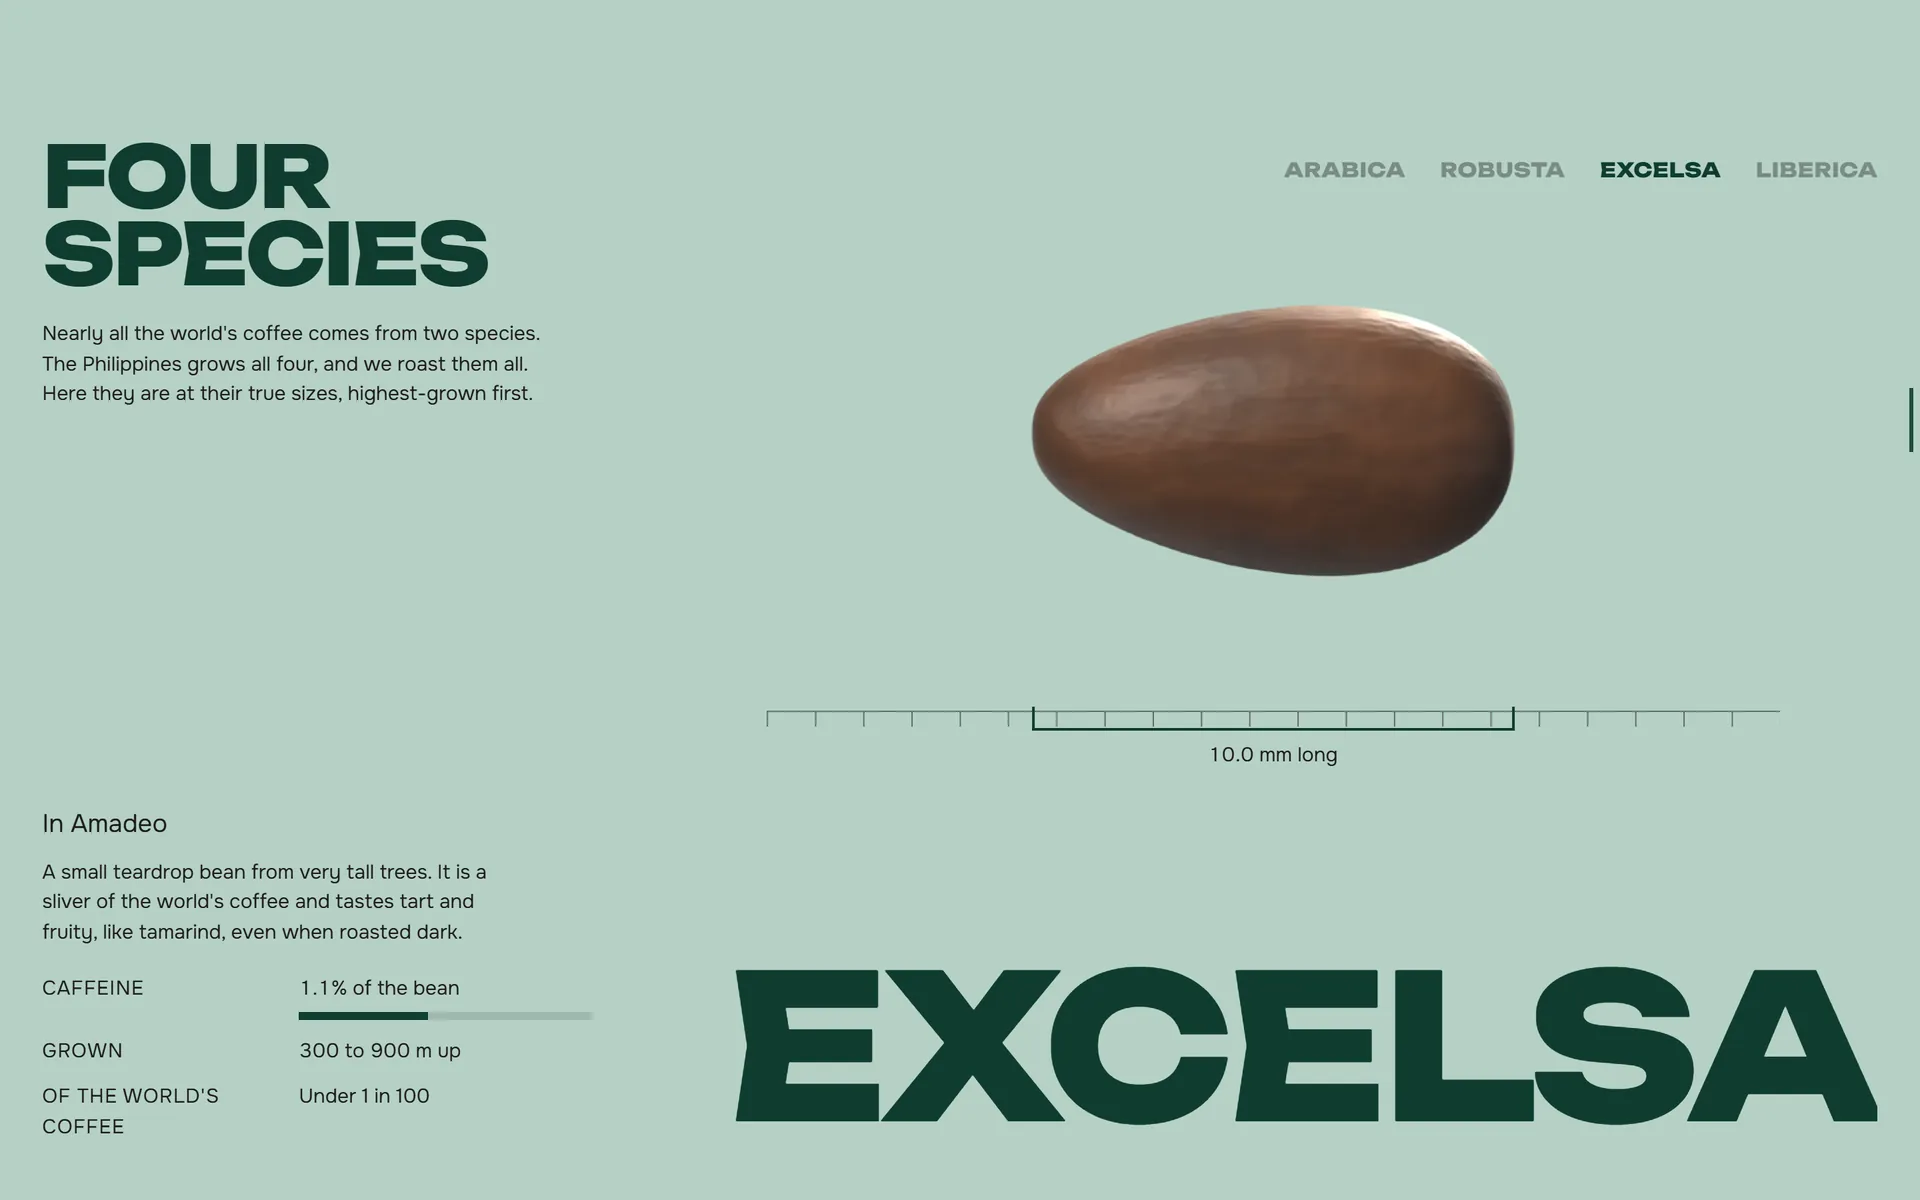 FOUR
SPECIES
Nearly all the world's coffee comes from two species.
The Philippines grows all four, and we roast them all.
Here they are at their true sizes, highest-grown first.
ARABICA ROBUSTA EXCELSA LIBERICA
10.0 mm long
In Amadeo
A small teardrop bean from very tall trees. It is a
sliver of the world's coffee and tastes tart and
fruity, like tamarind, even when roasted dark.
CAFFEINE 1.1% of the bean
GROWN 300 to 900 m up
OF THE WORLD'S Under 1 in 100
COFFEE
EXCELSA